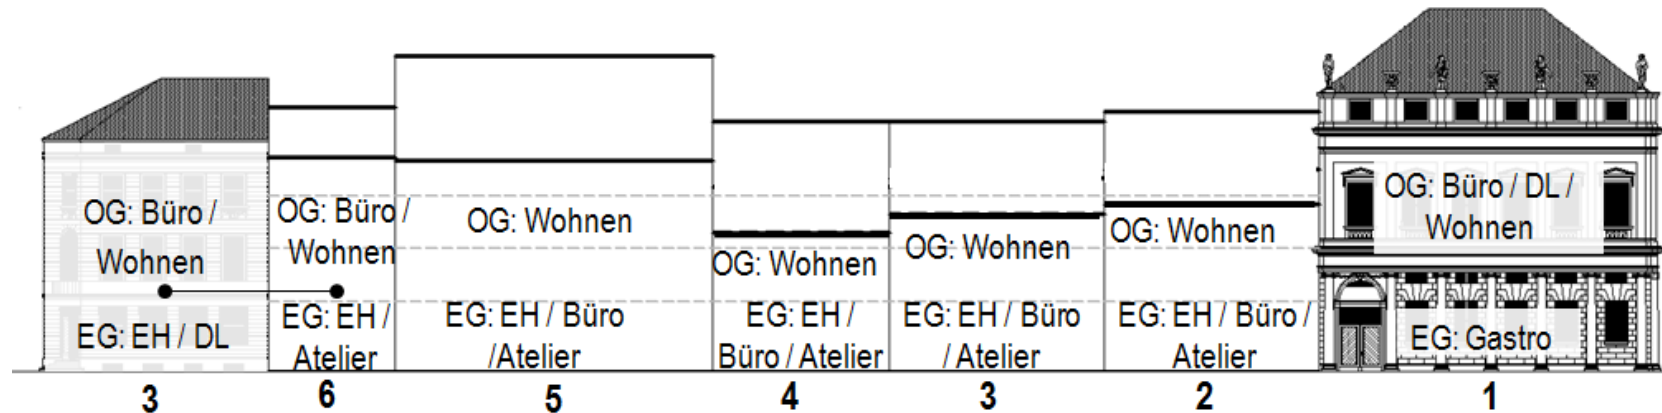 OG: Büro /
Wohnen
EG: EH / DL
3
OG: Büro /
Wohnen
EG: EH /
Atelier
6
OG: Wohnen
EG: EH / Büro
/Atelier
5
OG: Wohnen
EG: EH /
Büro / Atelier
4
OG: Wohnen
EG: EH / Büro
/ Atelier
3
OG: Wohnen
EG: EH / Büro /
Atelier
2
OG: Büro / DL /
Wohnen
EG: Gastro
1